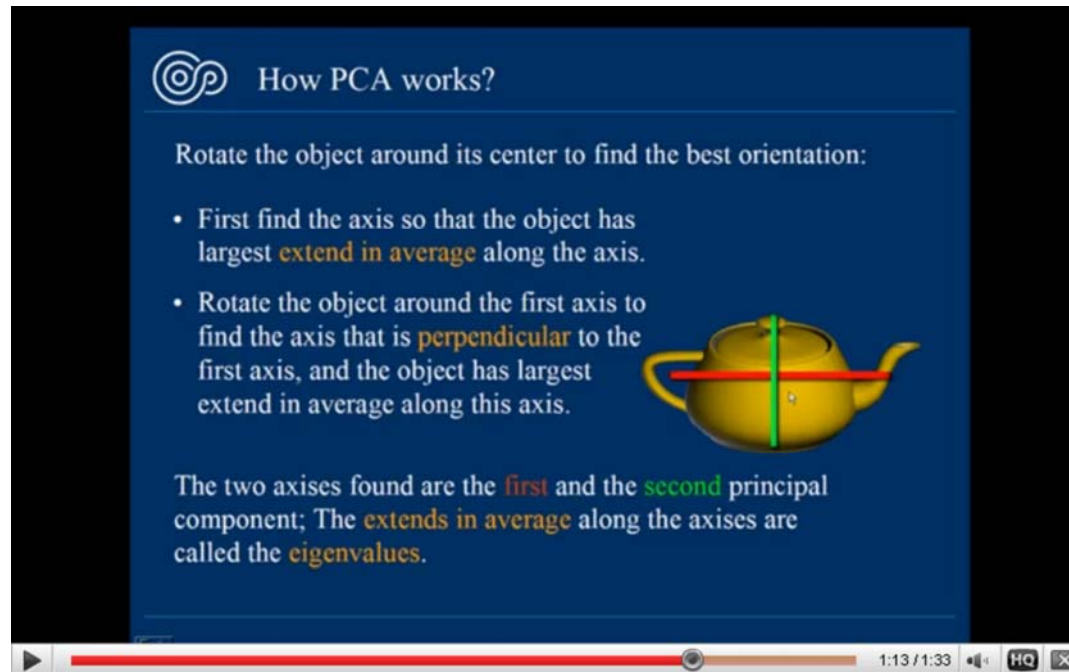 How PCA works?
Rotate the object around its center to find the best orientation:
• First find the axis so that the object has
largest extend in average along the axis.
• Rotate the object around the first axis to
find the axis that is perpendicular to the
first axis, and the object has largest
extend in average along this axis.
The two axises found are the first and the second principal
component; The extends in average along the axises are
called the eigenvalues.
1:13 / 1:33 HQ